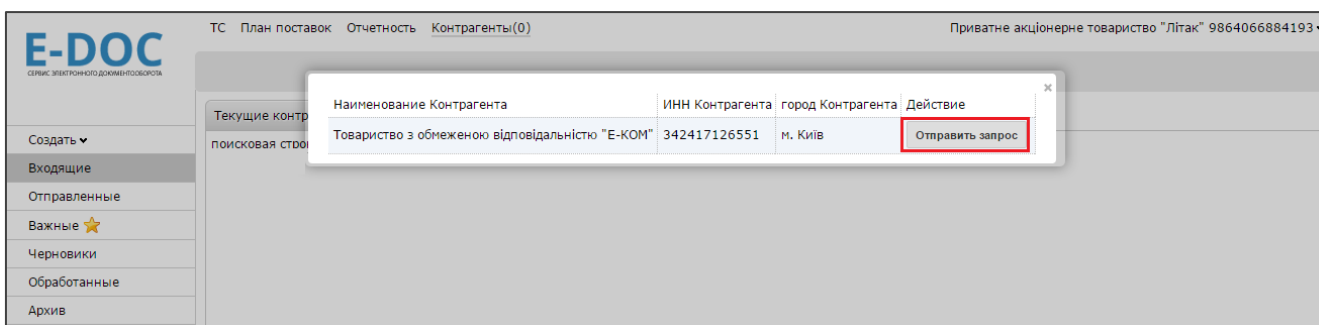 ТС План поставок Отчетность Контрагенты(0) Приватне акціонерне товариство "Літак" 9864066884193
E-DOC
СЕРВИС ЭЛЕКТРОННОГО ДОКУМЕНТООБОРОТА
×
Наименование Контрагента ИНН Контрагента город Контрагента Действие
Текущие контр
Товариство з обмеженою відповідальністю "Е-КОМ" 342417126551 м. Київ Отправить запрос
Создать
поисковая строк
Входящие
Отправленные
Важные
Черновики
Обработанные
Архив